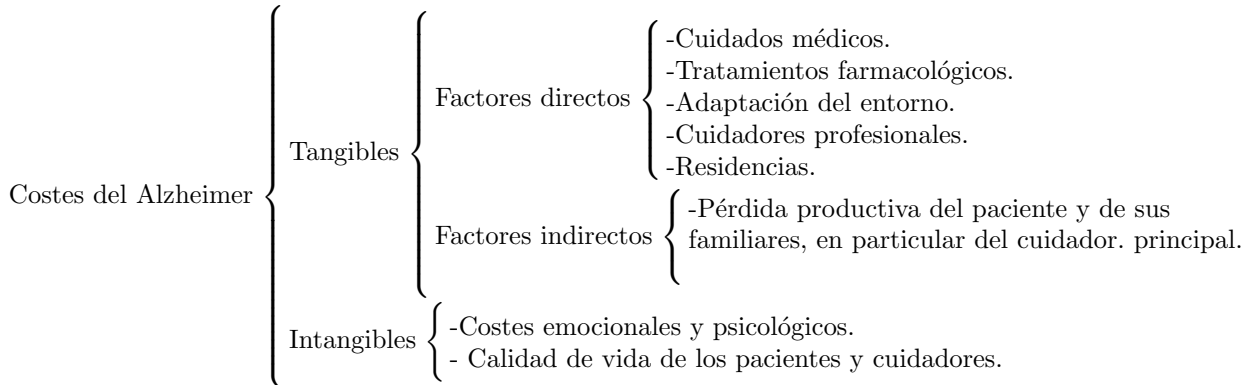 Costes del Alzheimer
Tangibles
Factores directos
-Cuidados médicos.
-Tratamientos farmacológicos.
-Adaptación del entorno.
-Cuidadores profesionales.
-Residencias.
Factores indirectos
-Pérdida productiva del paciente y de sus
familiares, en particular del cuidador. principal.
Intangibles
-Costes emocionales y psicológicos.
- Calidad de vida de los pacientes y cuidadores.